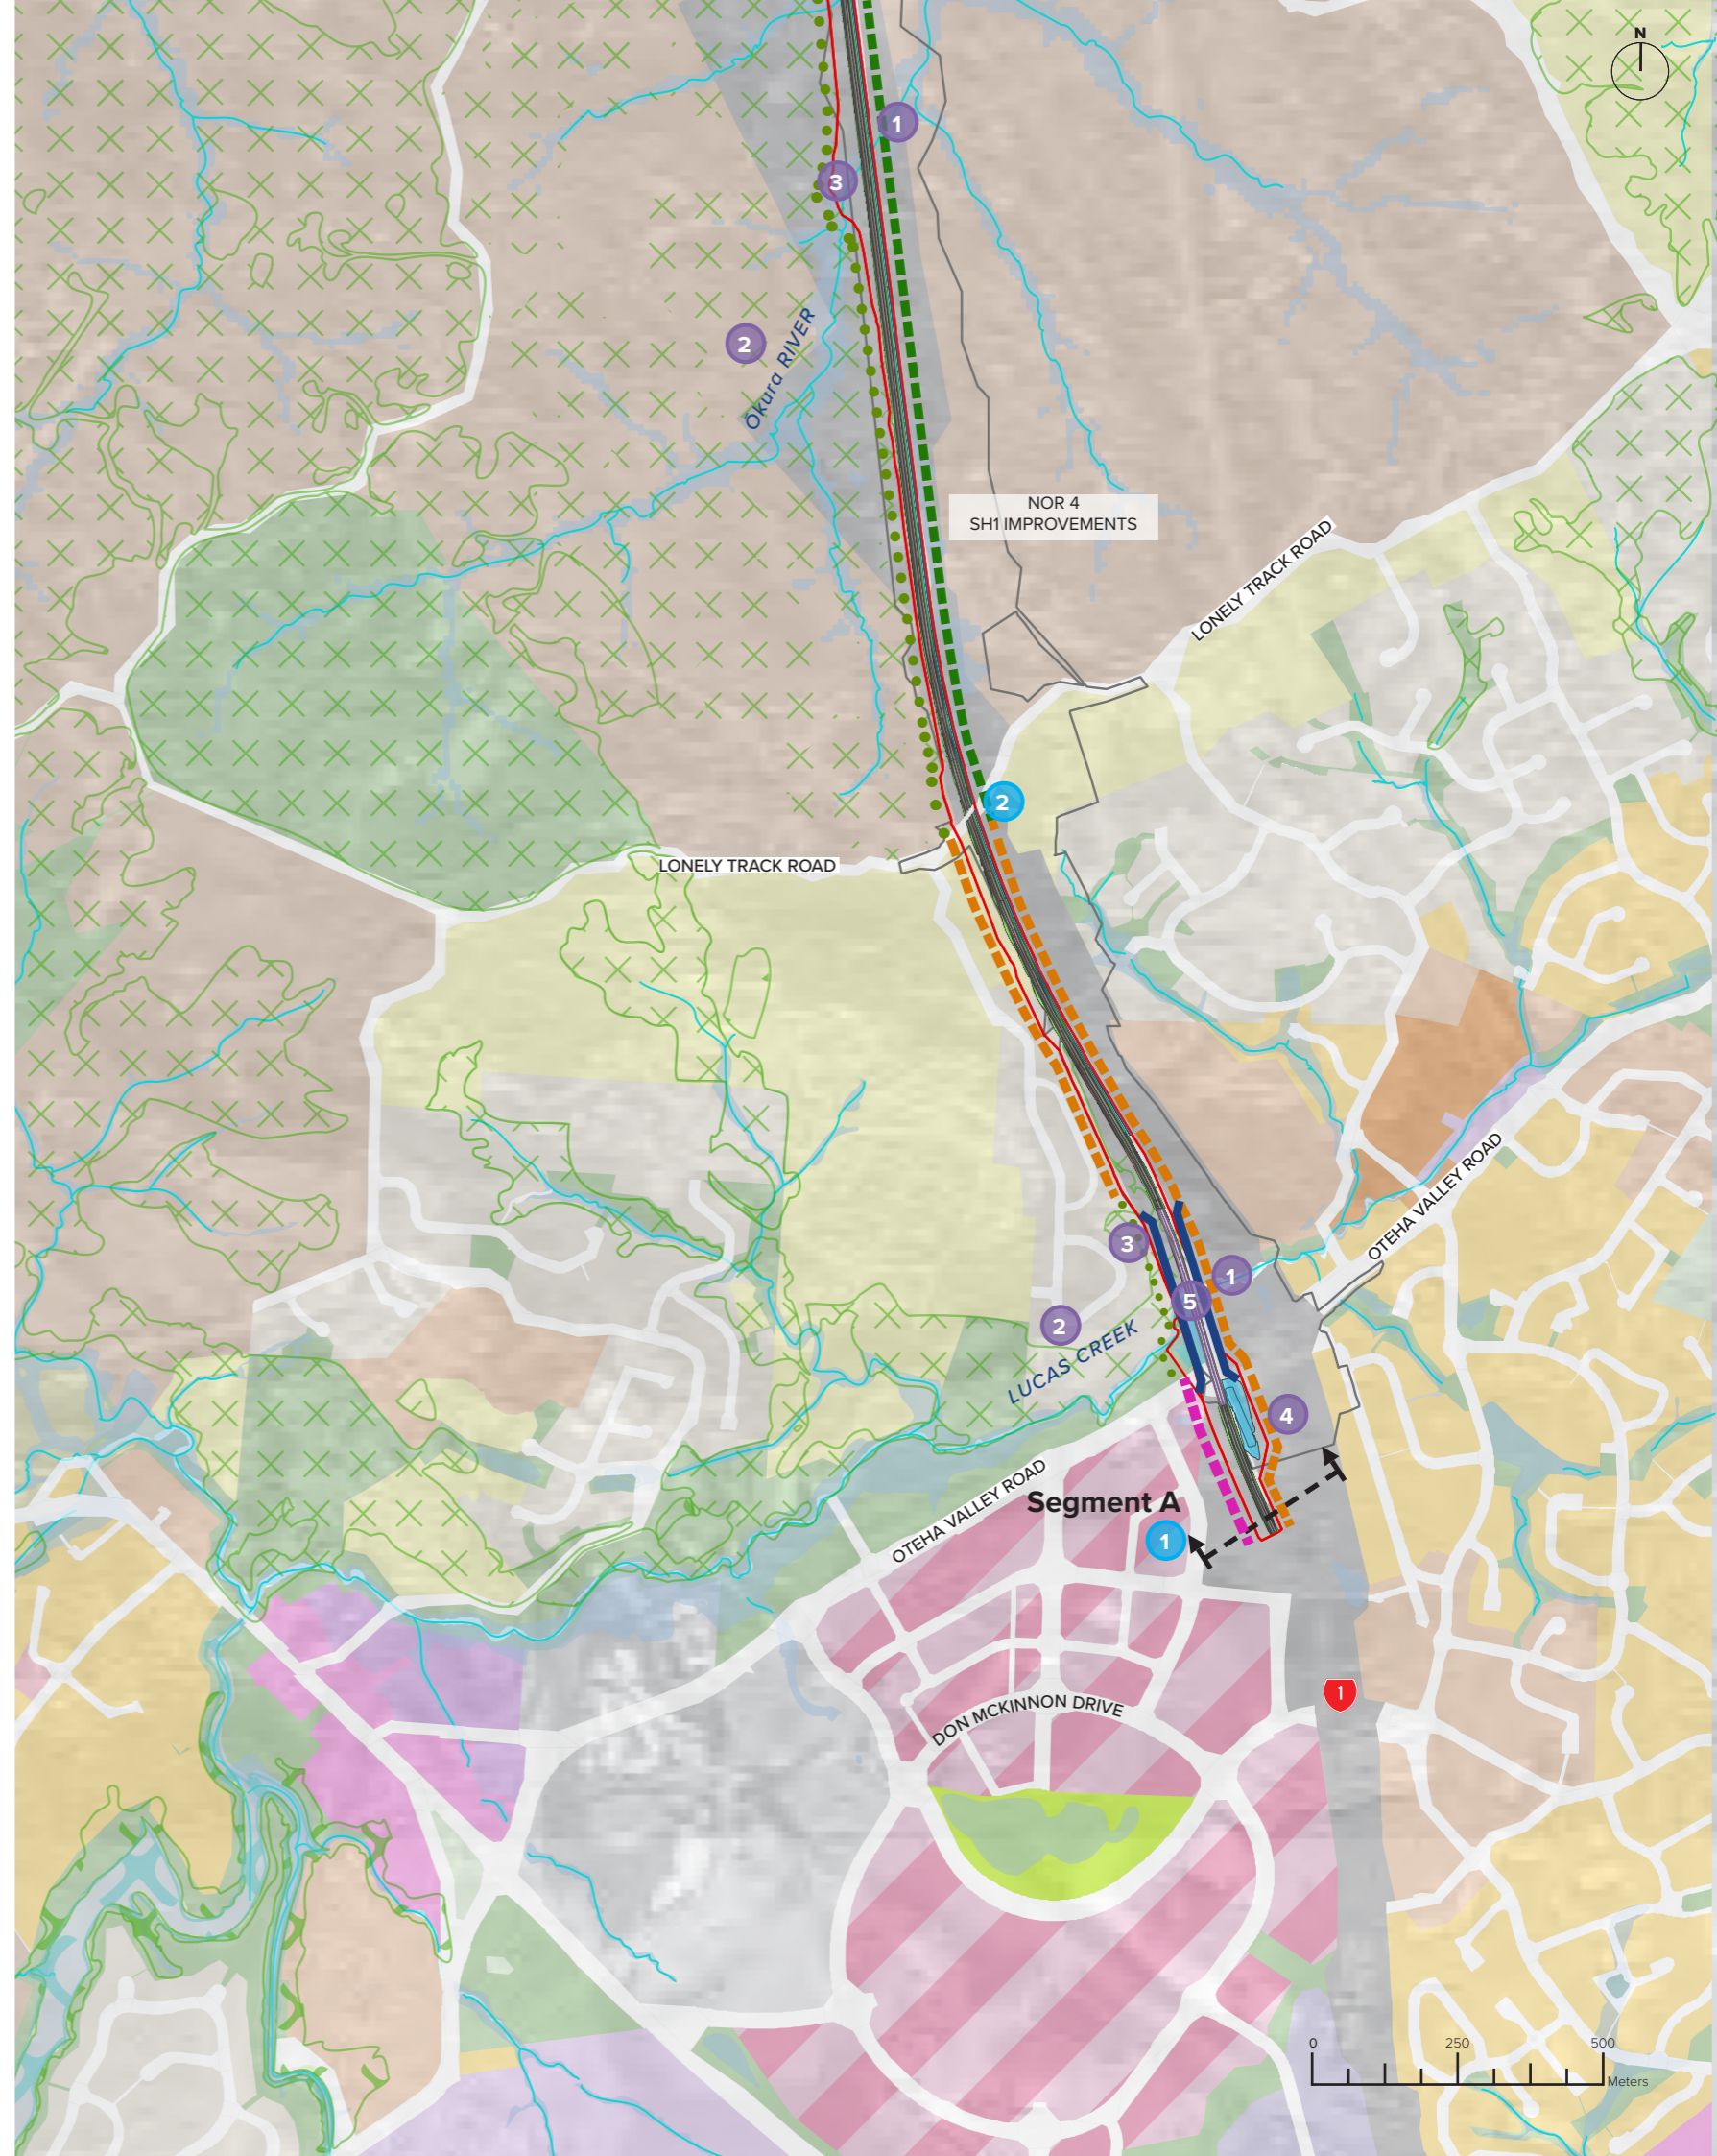 N
1
3
2
Ōkura RIVER
NOR 4
SH1 IMPROVEMENTS
LONELY TRACK ROAD
2
LONELY TRACK ROAD
OTEHA VALLEY ROAD
3
1
5
2
LUCAS CREEK
4
OTEHA VALLEY ROAD
Segment A
1
1
DON MCKINNON DRIVE
0 250 500
Meters